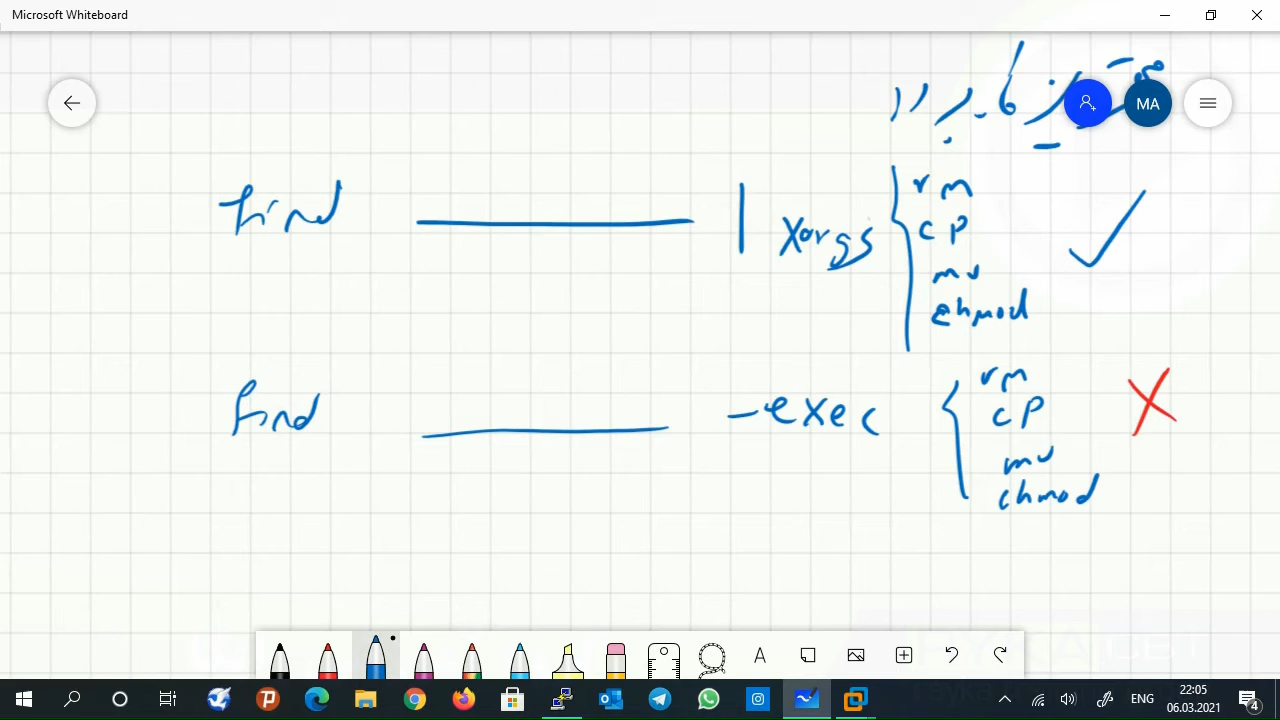 Microsoft Whiteboard
MA
find | xargs { rm
cp
mv
chmod
find -exec { rm
cp
mv
chmod
A
ENG 22:05
06.03.2021
4